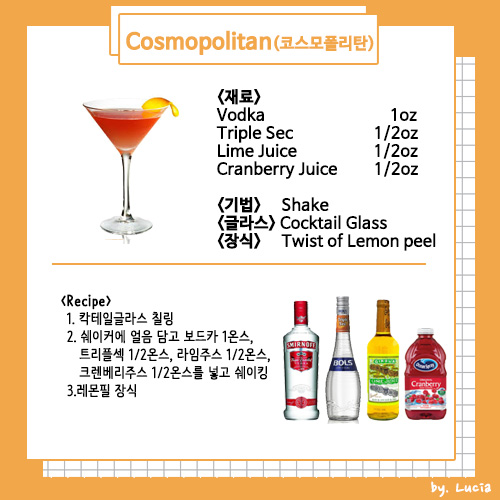 Cosmopolitan(코스모폴리탄)
<재료>
Vodka 1oz
Triple Sec 1/2oz
Lime Juice 1/2oz
Cranberry Juice 1/2oz
<기법> Shake
<글라스> Cocktail Glass
<장식> Twist of Lemon peel
<Recipe>
1. 칵테일글라스 칠링
2. 쉐이커에 얼음 담고 보드카 1온스,
트리플섹 1/2온스, 라임주스 1/2온스,
크렌베리주스 1/2온스를 넣고 쉐이킹
3.레몬필 장식
SMIRNOFF
BOLS
LIME JUICE
Ocean Spray
Cranberry
by. Lucia